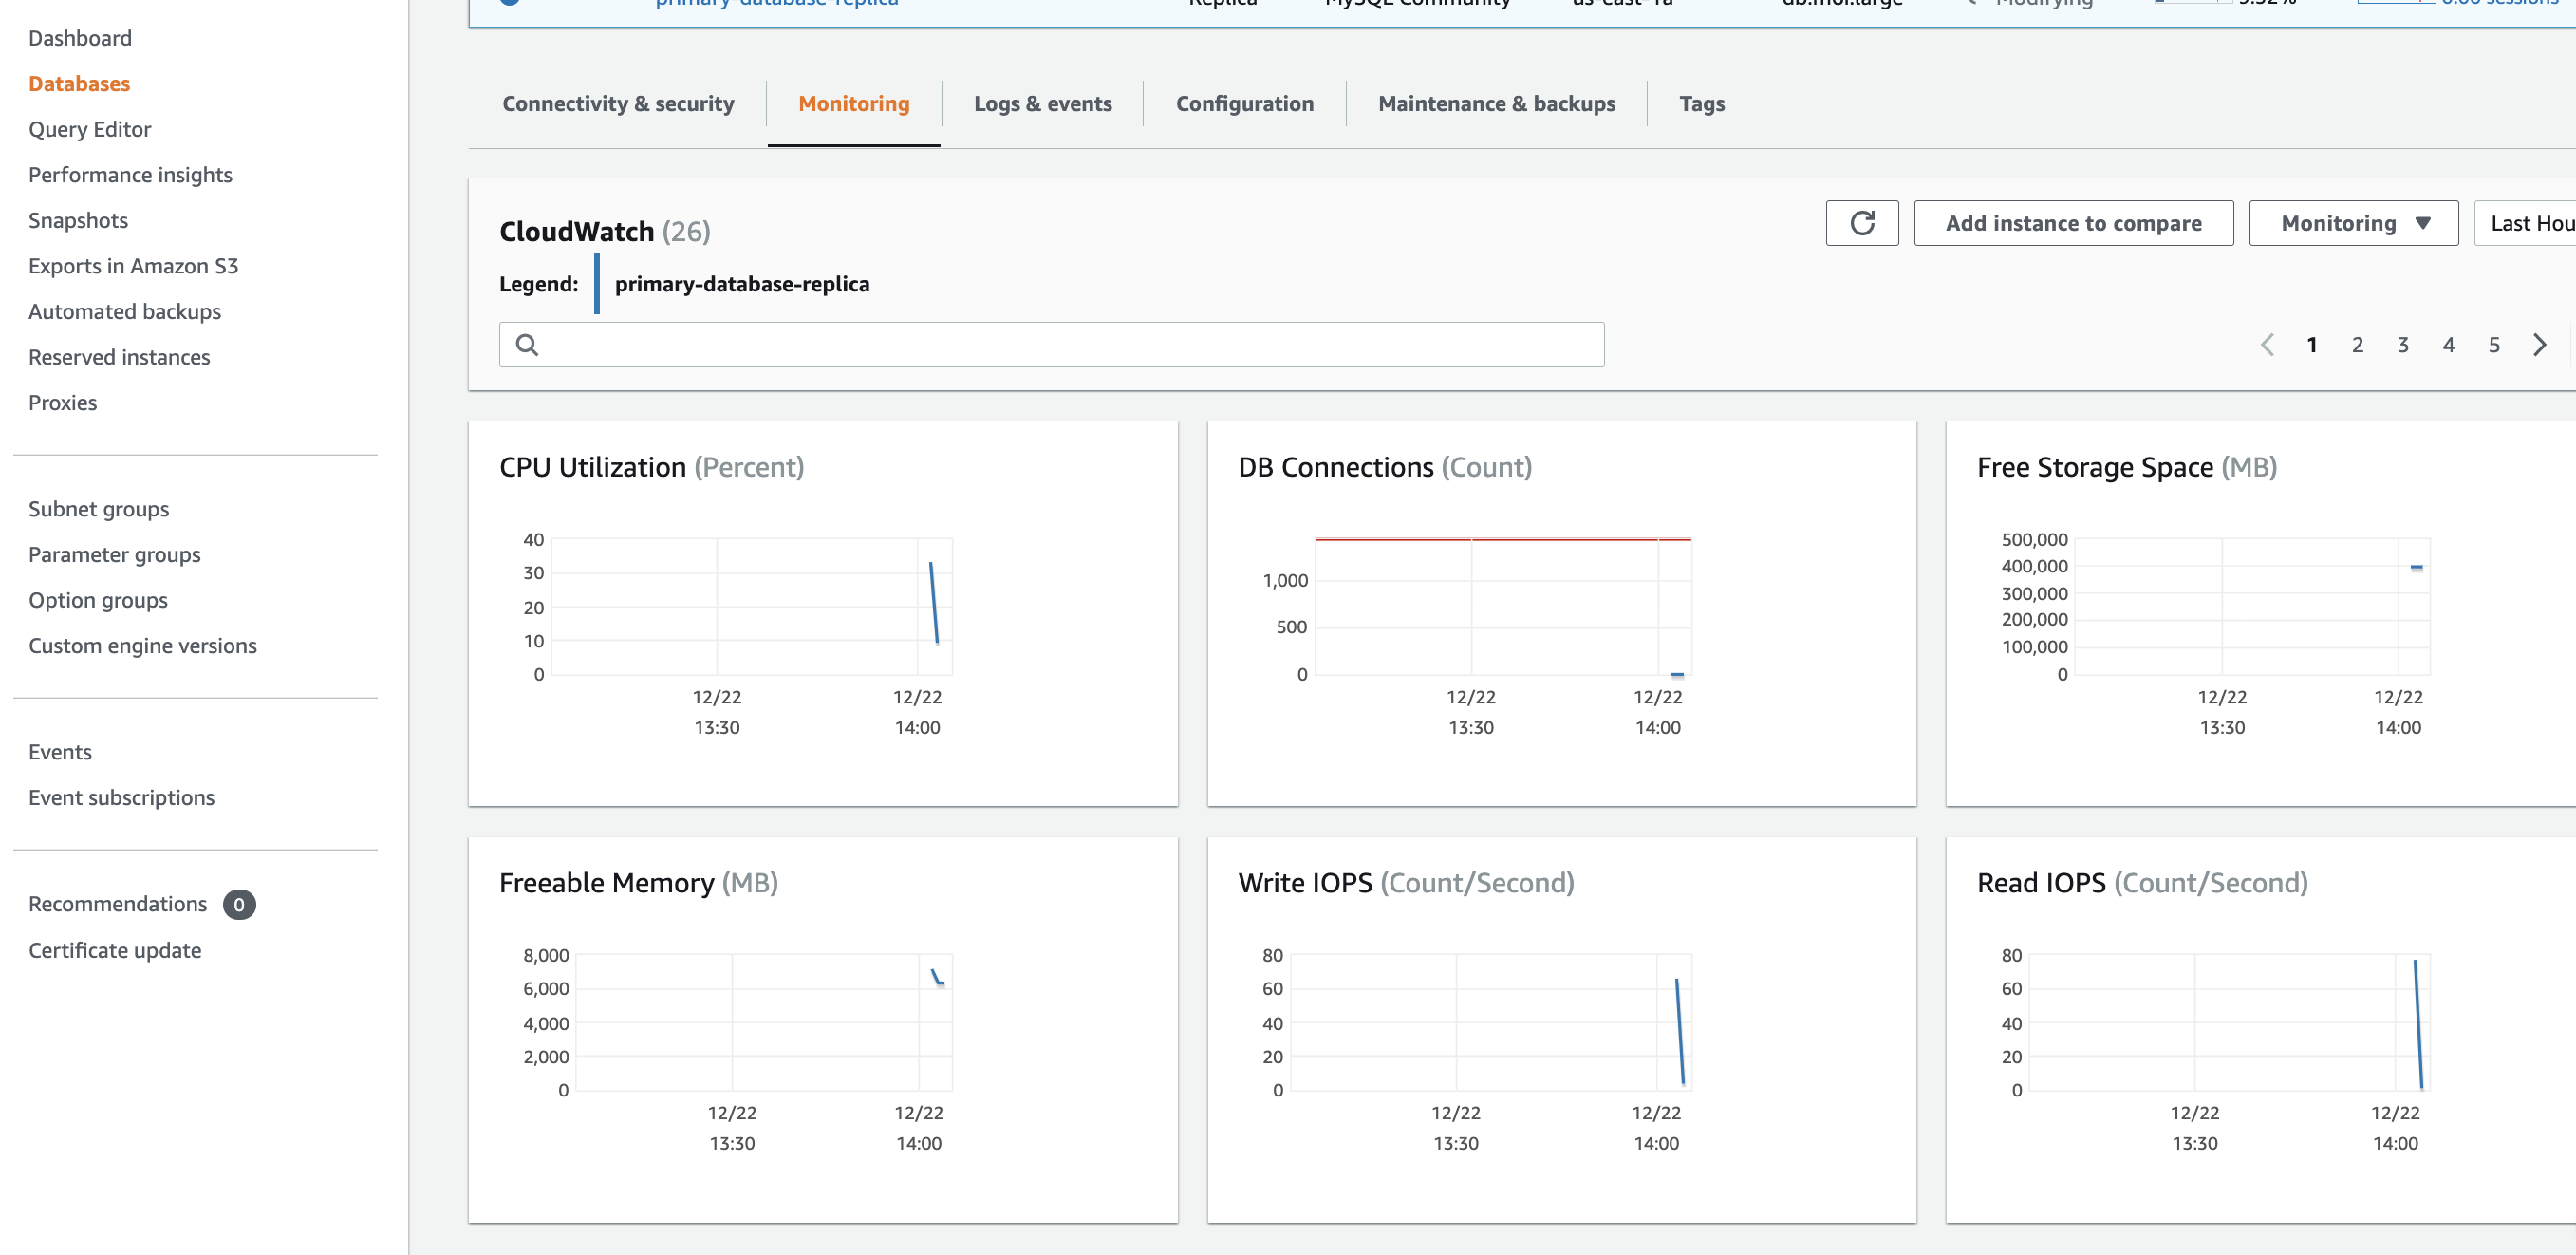 Dashboard
Databases
Query Editor
Performance insights
Snapshots
Exports in Amazon S3
Automated backups
Reserved instances
Proxies
Subnet groups
Parameter groups
Option groups
Custom engine versions
Events
Event subscriptions
Recommendations 0
Certificate update
primary-database-replica Replica MySQL Community us-east-1a Modifying sessions
Connectivity & security Monitoring Logs & events Configuration Maintenance & backups Tags
CloudWatch (26)
Add instance to compare Monitoring Last Hou
Legend: primary-database-replica
1 2 3 4 5
CPU Utilization (Percent)
40
30
20
10
0
12/22 12/22
13:30 14:00
DB Connections (Count)
1,000
500
0
12/22 12/22
13:30 14:00
Free Storage Space (MB)
500,000
400,000
300,000
200,000
100,000
0
12/22 12/22
13:30 14:00
Freeable Memory (MB)
8,000
6,000
4,000
2,000
0
12/22 12/22
13:30 14:00
Write IOPS (Count/Second)
80
60
40
20
0
12/22 12/22
13:30 14:00
Read IOPS (Count/Second)
80
60
40
20
0
12/22 12/22
13:30 14:00